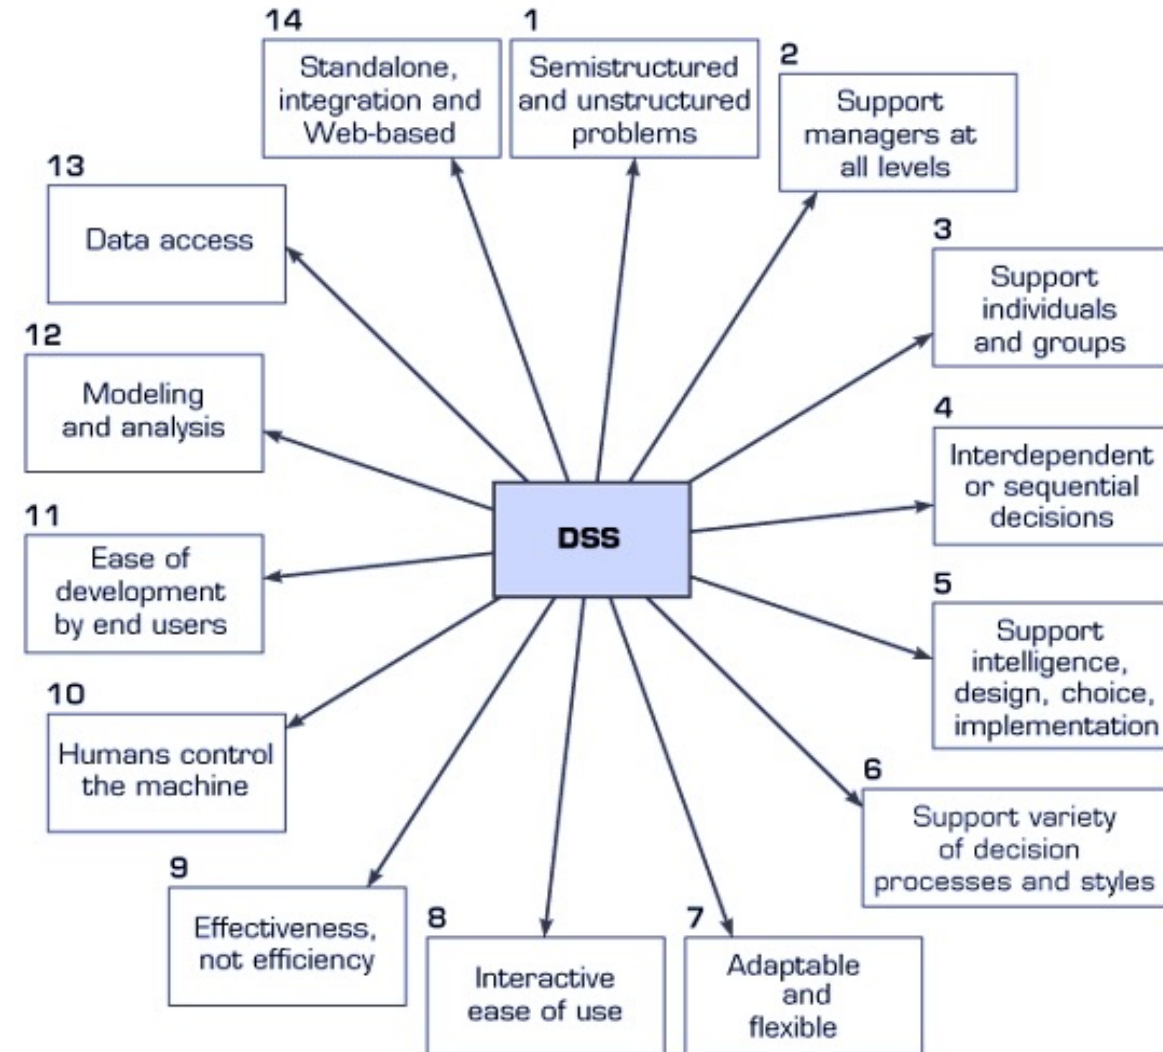 14
Standalone,
integration and
Web-based
1
Semistructured
and unstructured
problems
2
Support
managers at
all levels
3
Support
individuals
and groups
4
Interdependent
or sequential
decisions
5
Support
intelligence,
design, choice,
implementation
6
Support variety
of decision
processes and styles
7
Adaptable
and
flexible
8
Interactive
ease of use
9
Effectiveness,
not efficiency
10
Humans control
the machine
11
Ease of
development
by end users
12
Modeling
and analysis
13
Data access
DSS